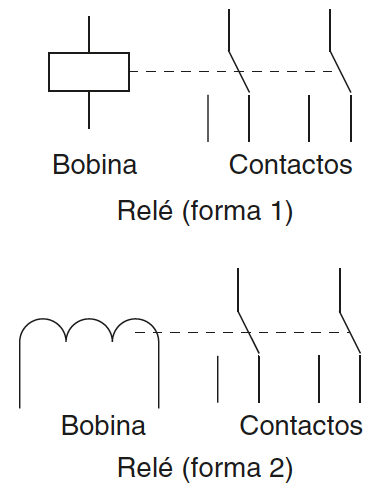 Bobina Contactos
Relé (forma 1)
Bobina Contactos
Relé (forma 2)